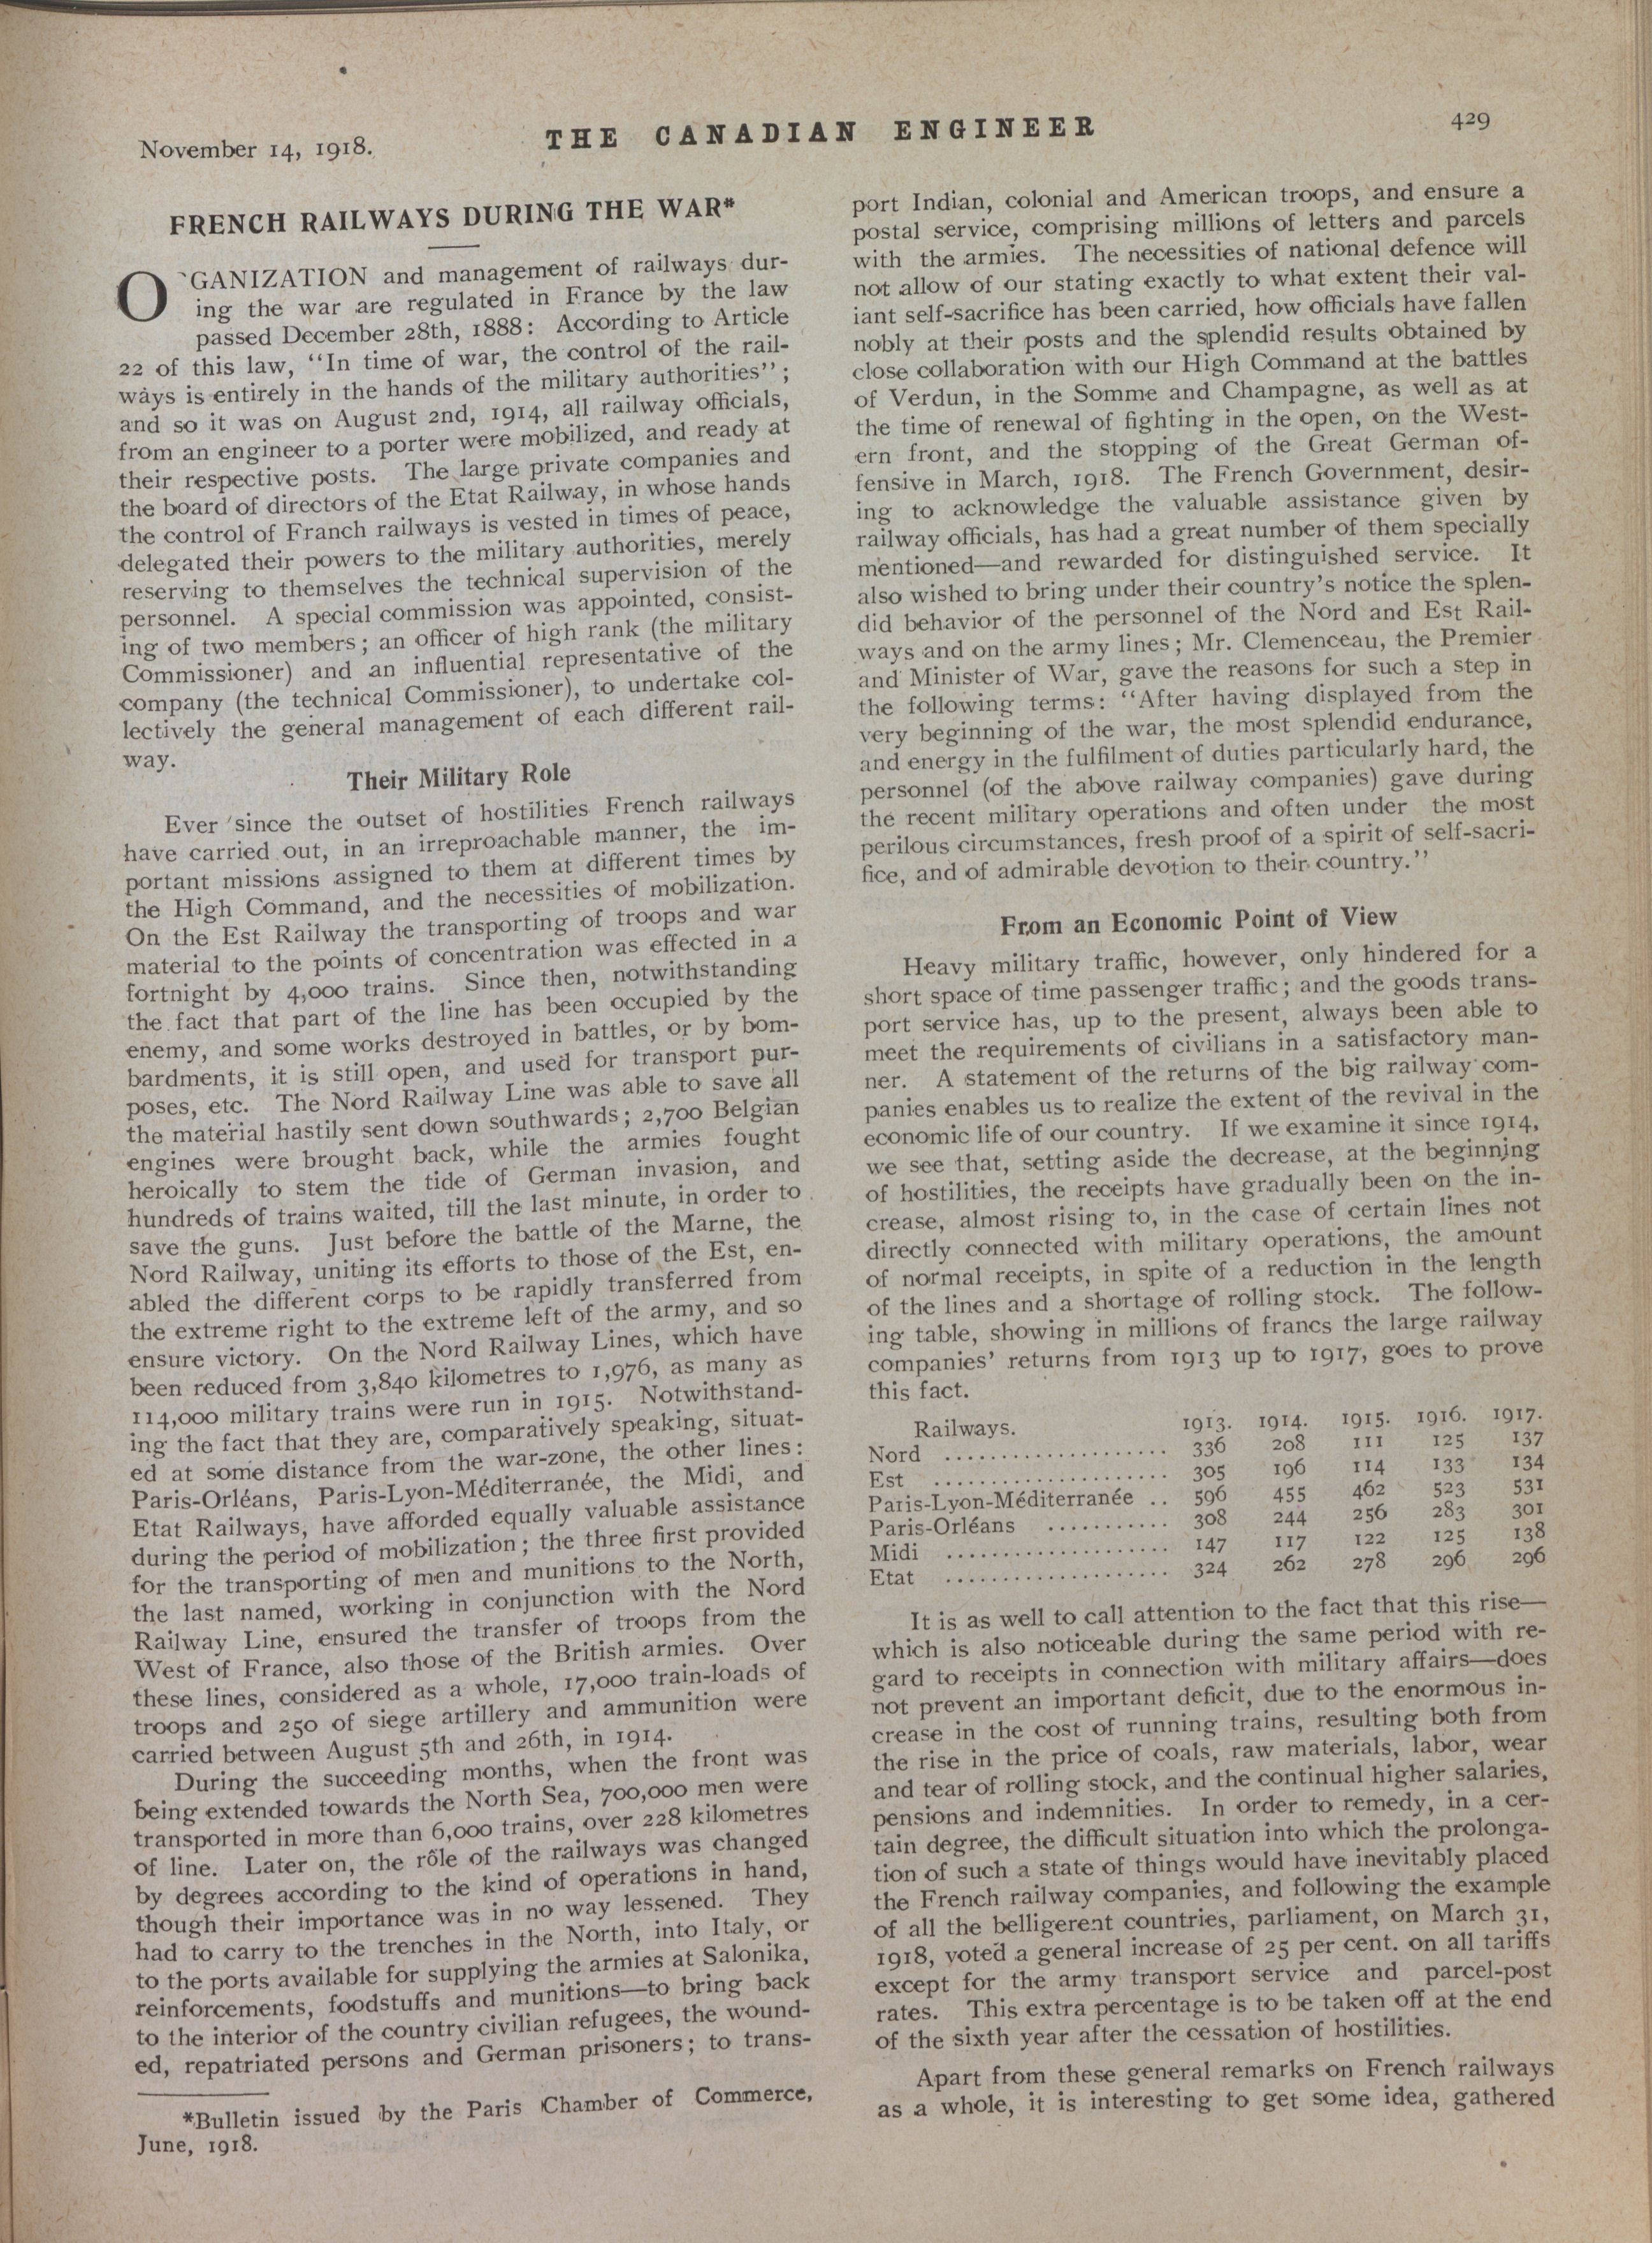 November 14, 1918.
THE CANADIAN ENGINEER
429
FRENCH RAILWAYS DURING THE WAR*
O`GANIZATION and management of railways dur-
ing the war are regulated in France by the law
passed December 28th, 1888: According to Article
22 of this law, "In time of war, the control of the rail-
ways is entirely in the hands of the military authorities";
and so it was on August 2nd, 1914, all railway officials,
from an engineer to a porter were mobilized, and ready at
their respective posts. The large private companies and
the board of directors of the Etat Railway, in whose hands
the control of Franch railways is vested in times of peace,
delegated their powers to the military authorities, merely
reserving to themselves the technical supervision of the
personnel. A special commission was appointed, consist-
ing of two members; an officer of high rank (the military
Commissioner) and an influential representative of the
company (the technical Commissioner), to undertake col-
lectively the general management of each different rail-
way.
Their Military Role
Ever since the outset of hostilities French railways
have carried out, in an irreproachable manner, the im-
portant missions assigned to them at different times by
the High Command, and the necessities of mobilization.
On the Est Railway the transporting of troops and war
material to the points of concentration was effected in a
fortnight by 4,000 trains. Since then, notwithstanding
the fact that part of the line has been occupied by the
enemy, and some works destroyed in battles, or by bom-
bardments, it is still open, and used for transport pur-
poses, etc. The Nord Railway Line was able to save all
the material hastily sent down southwards; 2,700 Belgian
engines were brought back, while the armies fought
heroically to stem the tide of German invasion, and
hundreds of trains waited, till the last minute, in order to
save the guns. Just before the battle of the Marne, the
Nord Railway, uniting its efforts to those of the Est, en-
abled the different corps to be rapidly transferred from
the extreme right to the extreme left of the army, and so
ensure victory. On the Nord Railway Lines, which have
been reduced from 3,840 kilometres to 1,976, as many as
114,000 military trains were run in 1915. Notwithstand-
ing the fact that they are, comparatively speaking, situat-
ed at some distance from the war-zone, the other lines:
Paris-Orléans, Paris-Lyon-Méditerranée, the Midi, and
Etat Railways, have afforded equally valuable assistance
during the period of mobilization; the three first provided
for the transporting of men and munitions to the North,
the last named, working in conjunction with the Nord
Railway Line, ensured the transfer of troops from the
West of France, also those of the British armies. Over
these lines, considered as a whole, 17,000 train-loads of
troops and 250 of siege artillery and ammunition were
carried between August 5th and 26th, in 1914.
During the succeeding months, when the front was
being extended towards the North Sea, 700,000 men were
transported in more than 6,000 trains, over 228 kilometres
of line. Later on, the rôle of the railways was changed
by degrees according to the kind of operations in hand,
though their importance was in no way lessened. They
had to carry to the trenches in the North, into Italy, or
to the ports available for supplying the armies at Salonika,
reinforcements, foodstuffs and munitions—to bring back
to the interior of the country civilian refugees, the wound-
ed, repatriated persons and German prisoners; to trans-
*Bulletin issued by the Paris Chamber of Commerce,
June, 1918.
port Indian, colonial and American troops, and ensure a
postal service, comprising millions of letters and parcels
with the armies. The necessities of national defence will
not allow of our stating exactly to what extent their val-
iant self-sacrifice has been carried, how officials have fallen
nobly at their posts and the splendid results obtained by
close collaboration with our High Command at the battles
of Verdun, in the Somme and Champagne, as well as at
the time of renewal of fighting in the open, on the West-
ern front, and the stopping of the Great German of-
fensive in March, 1918. The French Government, desir-
ing to acknowledge the valuable assistance given by
railway officials, has had a great number of them specially
mentioned—and rewarded for distinguished service. It
also wished to bring under their country's notice the splen-
did behavior of the personnel of the Nord and Est Rail-
ways and on the army lines; Mr. Clemenceau, the Premier
and Minister of War, gave the reasons for such a step in
the following terms: "After having displayed from the
very beginning of the war, the most splendid endurance,
and energy in the fulfilment of duties particularly hard, the
personnel (of the above railway companies) gave during
the recent military operations and often under the most
perilous circumstances, fresh proof of a spirit of self-sacri-
fice, and of admirable devotion to their country."
From an Economic Point of View
Heavy military traffic, however, only hindered for a
short space of time passenger traffic; and the goods trans-
port service has, up to the present, always been able to
meet the requirements of civilians in a satisfactory man-
ner. A statement of the returns of the big railway com-
panies enables us to realize the extent of the revival in the
economic life of our country. If we examine it since 1914,
we see that, setting aside the decrease, at the beginning
of hostilities, the receipts have gradually been on the in-
crease, almost rising to, in the case of certain lines not
directly connected with military operations, the amount
of normal receipts, in spite of a reduction in the length
of the lines and a shortage of rolling stock. The follow-
ing table, showing in millions of francs the large railway
companies' returns from 1913 up to 1917, goes to prove
this fact.
Railways. 1913. 1914. 1915. 1916. 1917.
Nord .................... 336 208 111 125 137
Est ..................... 305 196 114 133 134
Paris-Lyon-Méditerranée .. 596 455 462 523 531
Paris-Orléans ........... 308 244 256 283 301
Midi .................... 147 117 122 125 138
Etat .................... 324 262 278 296 296
It is as well to call attention to the fact that this rise—
which is also noticeable during the same period with re-
gard to receipts in connection with military affairs—does
not prevent an important deficit, due to the enormous in-
crease in the cost of running trains, resulting both from
the rise in the price of coals, raw materials, labor, wear
and tear of rolling stock, and the continual higher salaries,
pensions and indemnities. In order to remedy, in a cer-
tain degree, the difficult situation into which the prolonga-
tion of such a state of things would have inevitably placed
the French railway companies, and following the example
of all the belligerent countries, parliament, on March 31,
1918, voted a general increase of 25 per cent. on all tariffs
except for the army transport service and parcel-post
rates. This extra percentage is to be taken off at the end
of the sixth year after the cessation of hostilities.
Apart from these general remarks on French railways
as a whole, it is interesting to get some idea, gathered